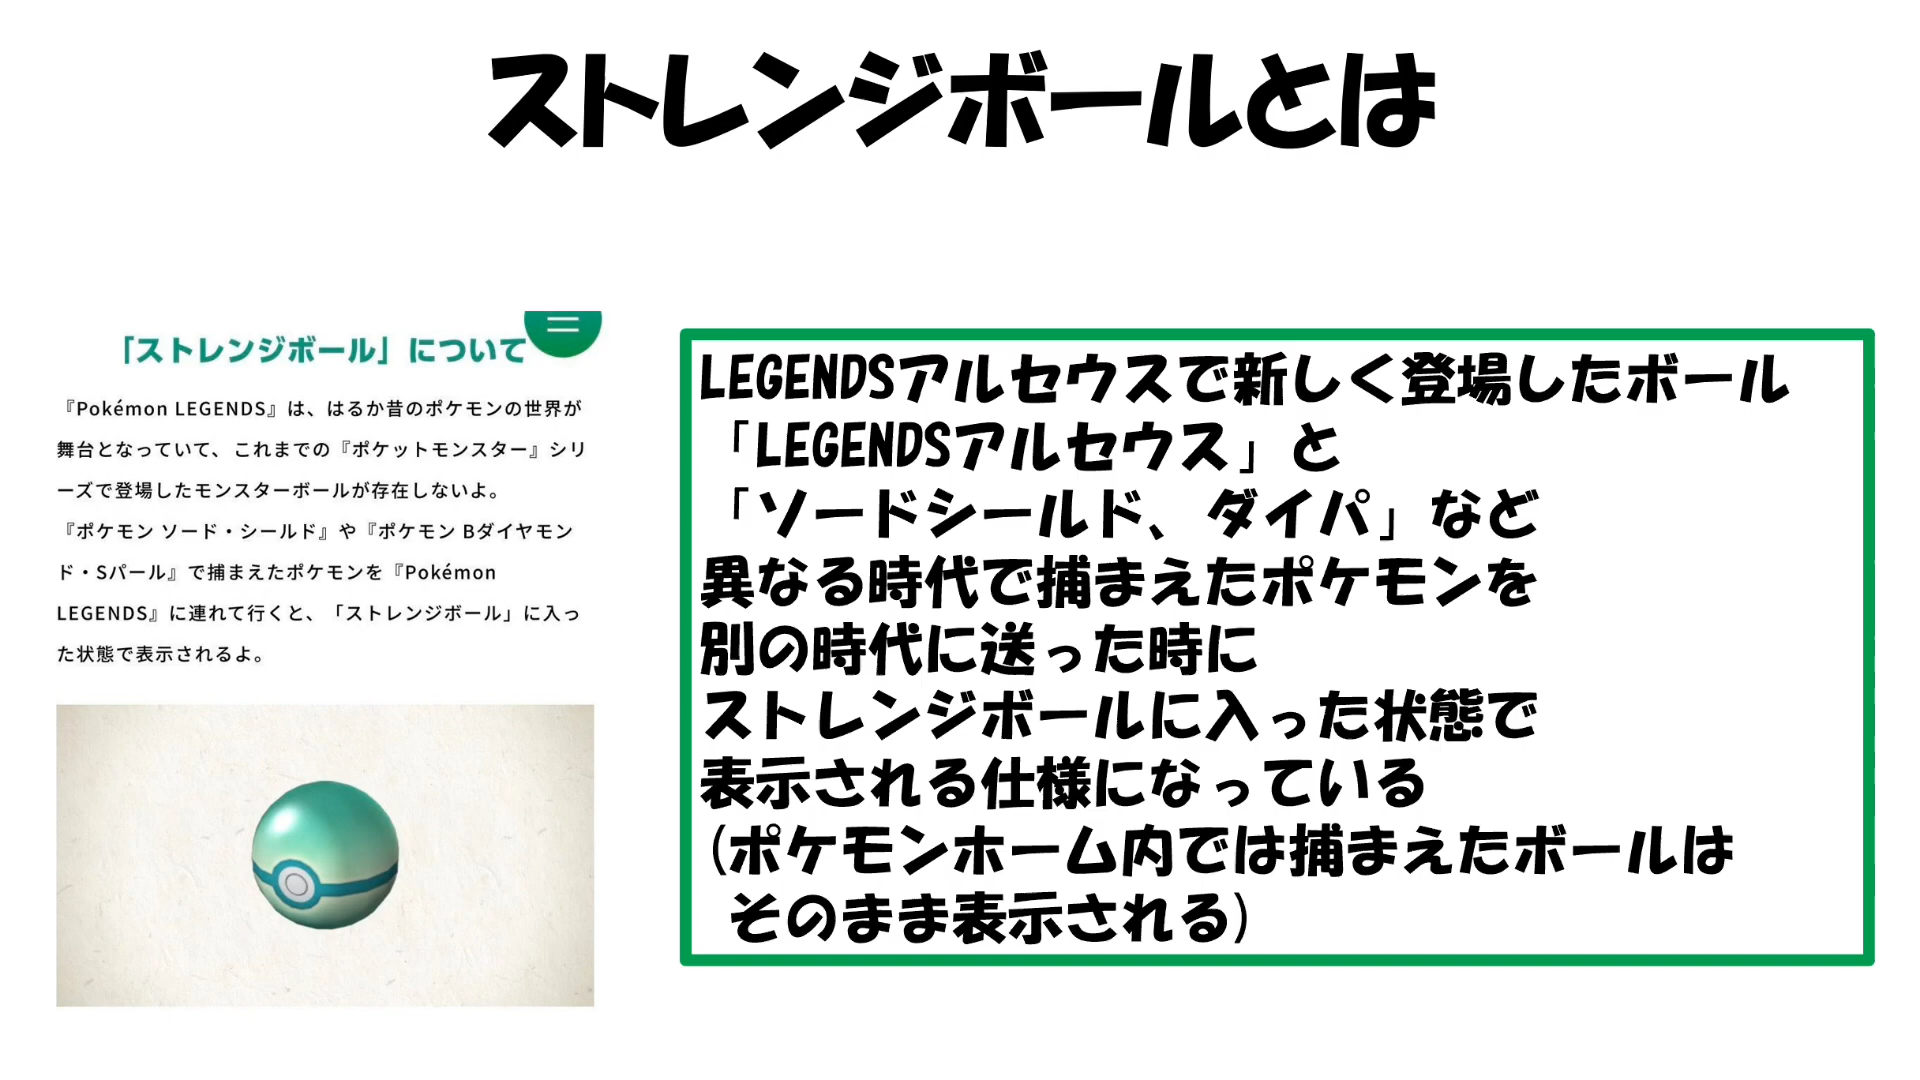 ストレンジボールとは
「ストレンジボール」について
『Pokémon LEGENDS』は、はるか昔のポケモンの世界が
舞台となっていて、これまでの『ポケットモンスター』シリ
ーズで登場したモンスターボールが存在しないよ。
『ポケモン ソード・シールド』や『ポケモン Bダイヤモン
ド・Sパール』で捕まえたポケモンを『Pokémon
LEGENDS』に連れて行くと、「ストレンジボール」に入っ
た状態で表示されるよ。
LEGENDSアルセウスで新しく登場したボール
「LEGENDSアルセウス」と
「ソードシールド、ダイパ」など
異なる時代で捕まえたポケモンを
別の時代に送った時に
ストレンジボールに入った状態で
表示される仕様になっている
(ポケモンホーム内では捕まえたボールは
そのまま表示される)